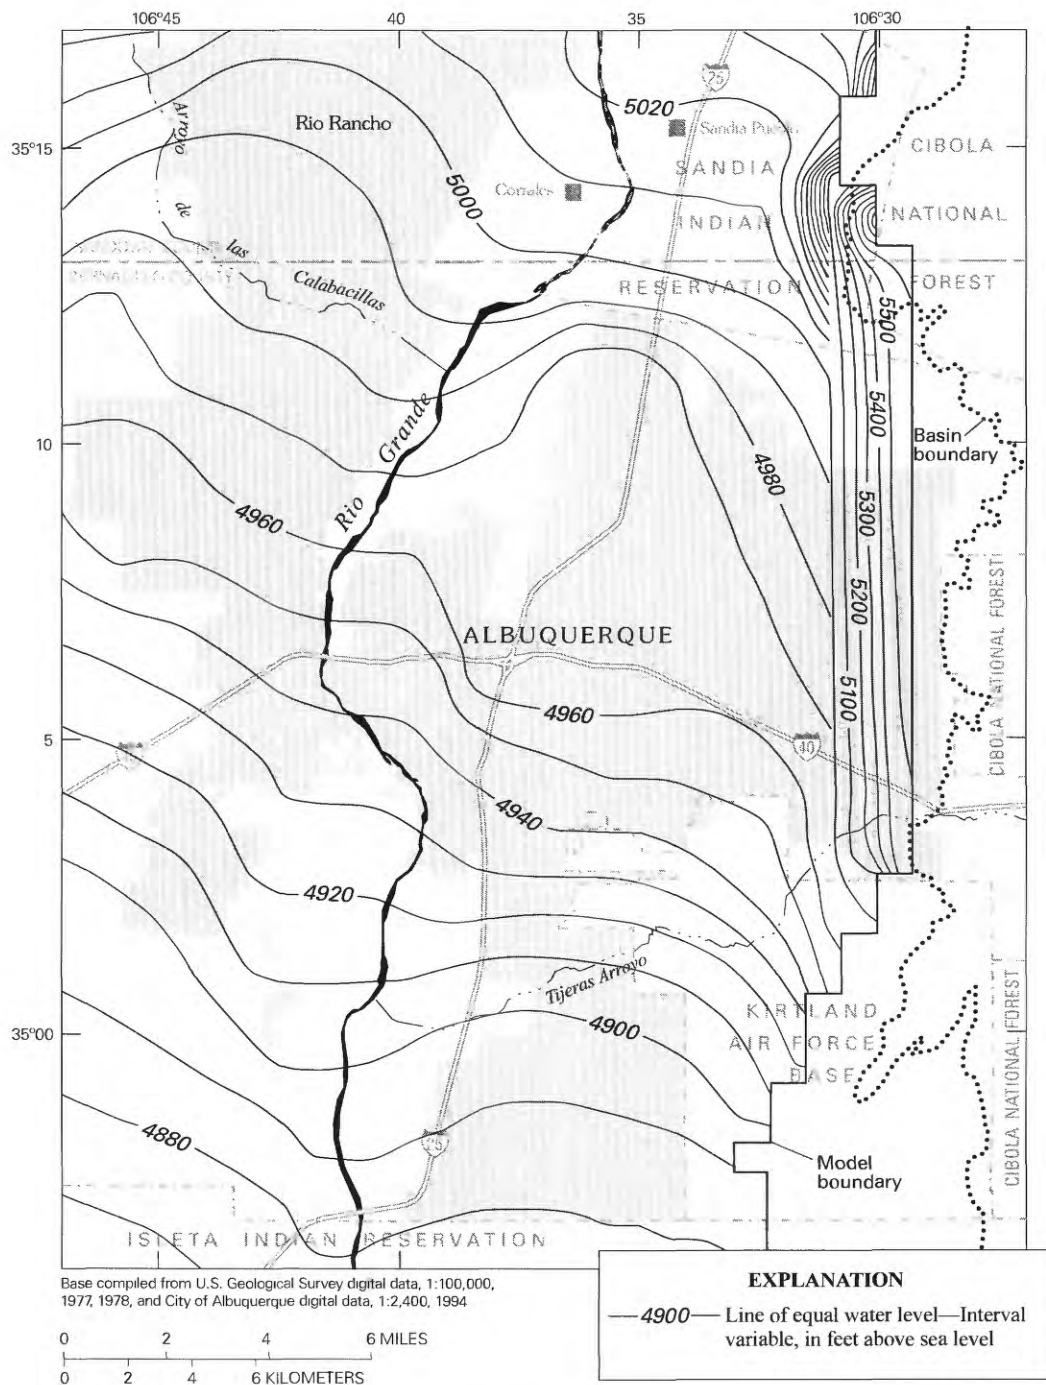 106°45'
40
35
106°30'
35°15'
10
5
35°00'
25
5020
Sandia Pueblo
SANDIA
INDIAN
RESERVATION
CIBOLA
NATIONAL
FOREST
Rio Rancho
Corrales
5000
Arroyo
de
las
Calabacillas
5500
5400
5300
5200
5100
Basin
boundary
Rio
Grande
4980
4960
ALBUQUERQUE
4960
40
4940
4920
CIBOLA NATIONAL FOREST
Tijeras Arroyo
4900
KIRTLAND
AIR FORCE
BASE
CIBOLA NATIONAL FOREST
4880
25
Model
boundary
ISLETA INDIAN RESERVATION
Base compiled from U.S. Geological Survey digital data, 1:100,000,
1977, 1978, and City of Albuquerque digital data, 1:2,400, 1994
0 2 4 6 MILES
0 2 4 6 KILOMETERS
EXPLANATION
—4900— Line of equal water level—Interval
variable, in feet above sea level